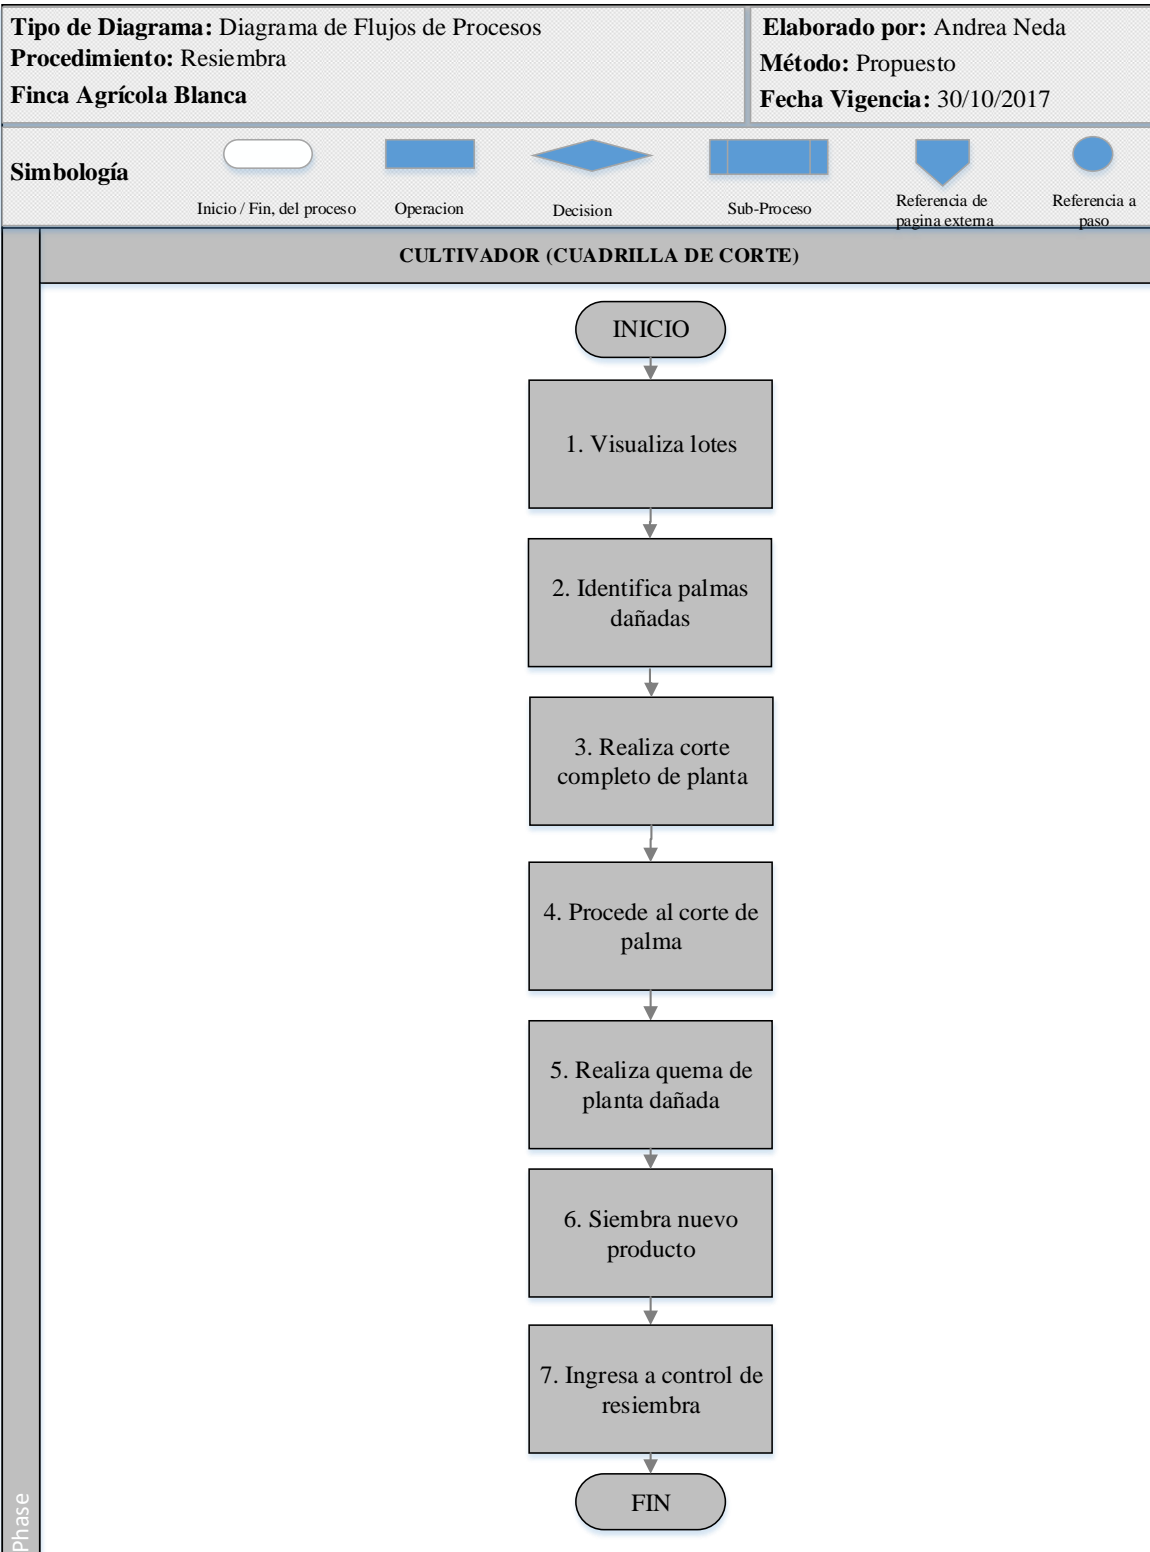 Tipo de Diagrama: Diagrama de Flujos de Procesos
Procedimiento: Resiembra
Finca Agrícola Blanca
Elaborado por: Andrea Neda
Método: Propuesto
Fecha Vigencia: 30/10/2017
Simbología
Inicio / Fin, del proceso
Operacion
Decision
Sub-Proceso
Referencia de
pagina externa
Referencia a
paso
CULTIVADOR (CUADRILLA DE CORTE)
INICIO
1. Visualiza lotes
2. Identifica palmas
dañadas
3. Realiza corte
completo de planta
4. Procede al corte de
palma
5. Realiza quema de
planta dañada
6. Siembra nuevo
producto
7. Ingresa a control de
resiembra
FIN
Phase